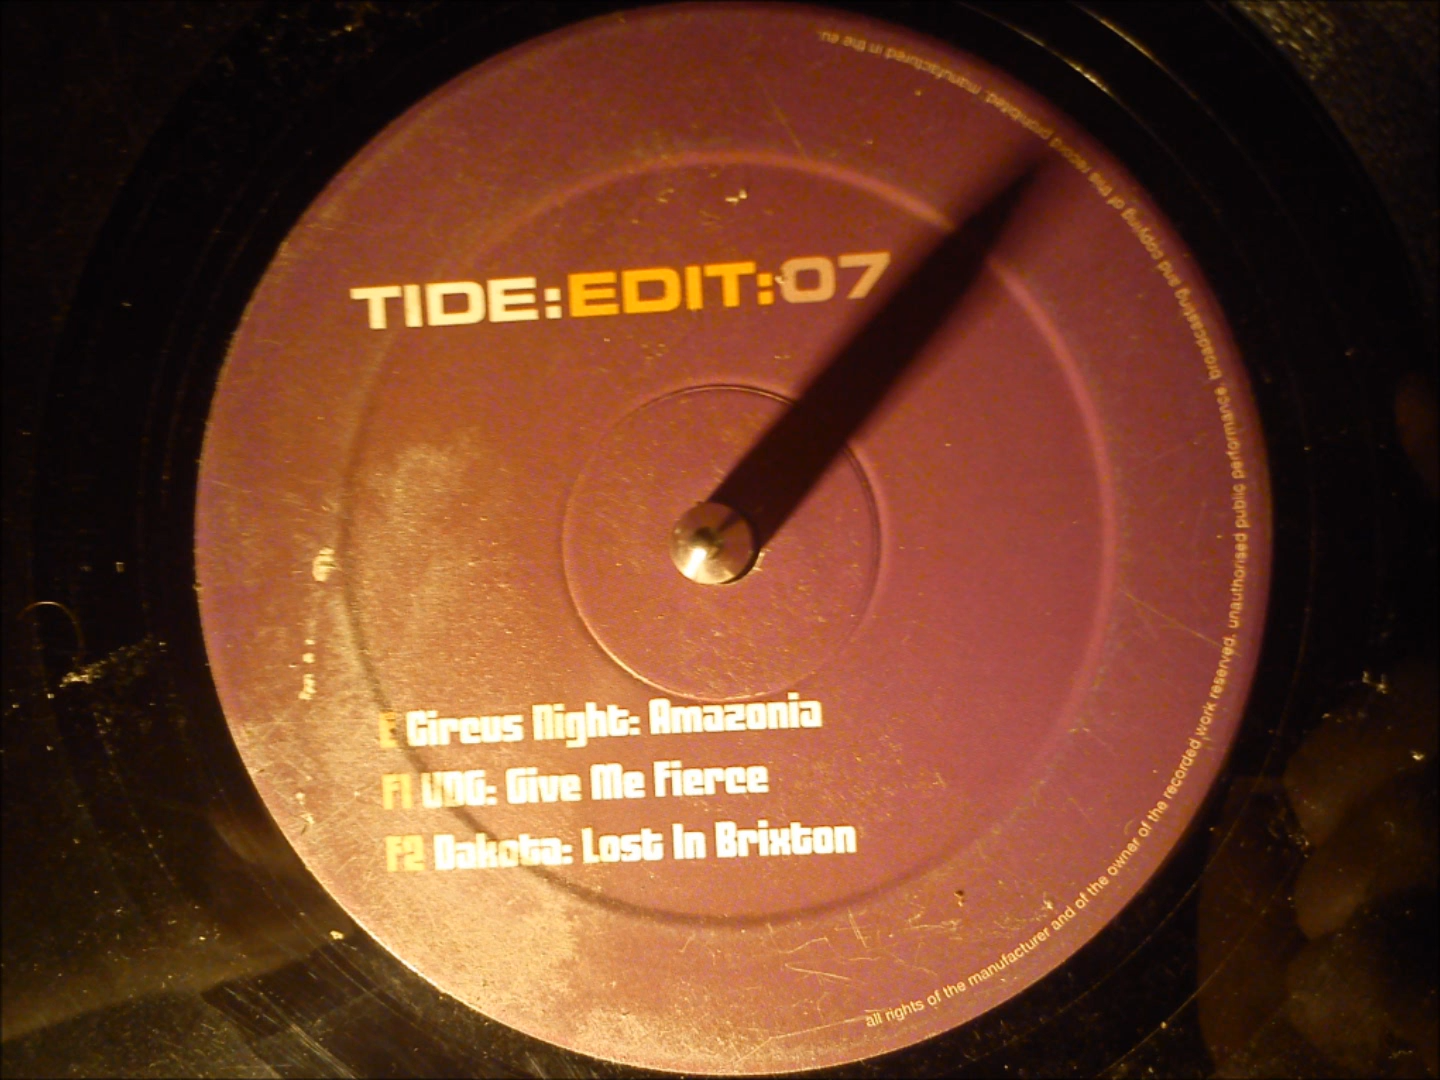 TIDE:EDIT:07
E Circus Night: Amazonia
F1 VDG: Give Me Fierce
F2 Dakota: Lost In Brixton
all rights of the manufacturer and of the owner of the recorded work reserved. unauthorised public performance, broadcasting and copying of this record prohibited. manufactured in the eu.